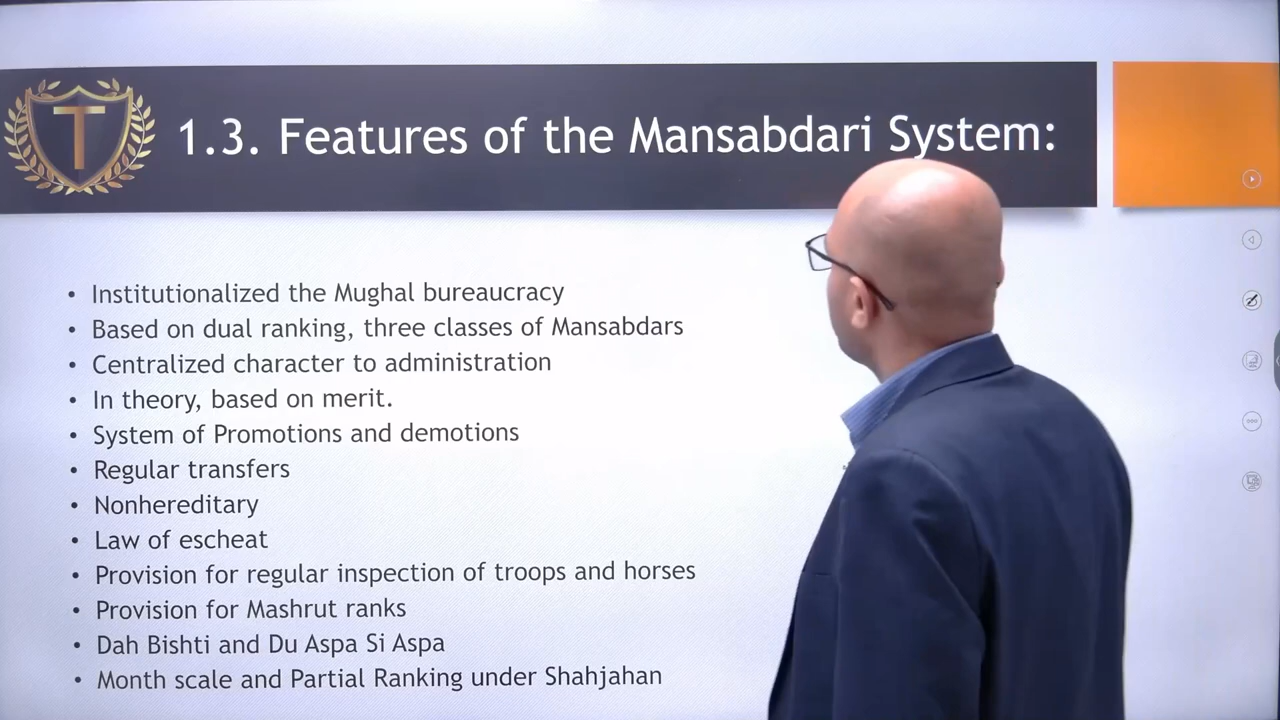 T
1.3. Features of the Mansabdari System:
• Institutionalized the Mughal bureaucracy
• Based on dual ranking, three classes of Mansabdars
• Centralized character to administration
• In theory, based on merit.
• System of Promotions and demotions
• Regular transfers
• Nonhereditary
• Law of escheat
• Provision for regular inspection of troops and horses
• Provision for Mashrut ranks
• Dah Bishti and Du Aspa Si Aspa
• Month scale and Partial Ranking under Shahjahan